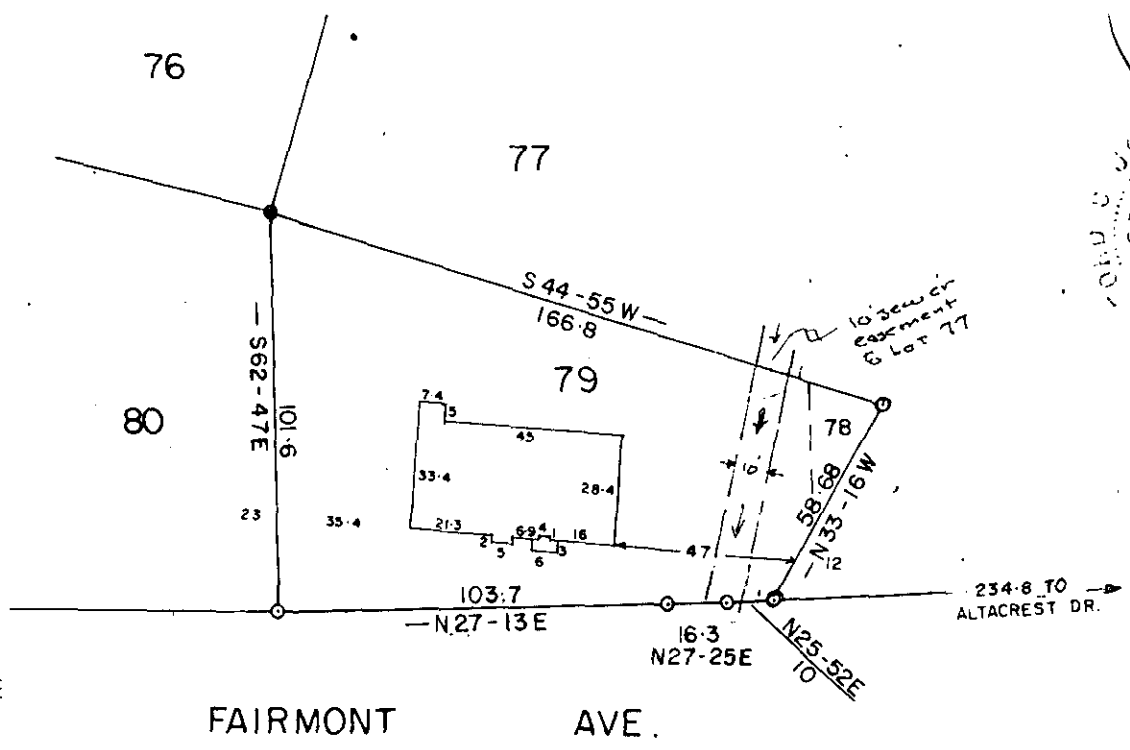 76
77
S 44-55 W
166.8
10' sewer
easement
Lot 77
79
80
S62-47E
101.6
7.4
5
45
33.4
28.4
78
10'
58.68
N33-16W
23
35.4
21.3
2
5
6.9
4
1
16
6
3
47
12
103.7
N27-13E
16.3
N27-25E
N25-52E
10
234.8 TO
ALTACREST DR.
FAIRMONT AVE.